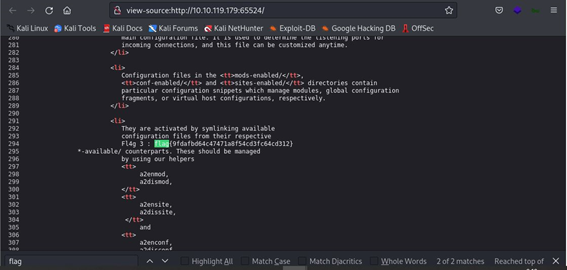 view-source:http://10.10.119.179:65524/
Kali Linux Kali Tools Kali Docs Kali Forums Kali NetHunter Exploit-DB Google Hacking DB OffSec
280 main configuration file. It is used to determine the listening ports for
281 incoming connections, and this file can be customized anytime.
282 </li>
283
284 <li>
285 Configuration files in the <tt>mods-enabled/</tt>,
286 <tt>conf-enabled/</tt> and <tt>sites-enabled/</tt> directories contain
287 particular configuration snippets which manage modules, global configuration
288 fragments, or virtual host configurations, respectively.
289 </li>
290
291 <li>
292 They are activated by symlinking available
293 configuration files from their respective
294 Fl4g 3 : flag{9fdafbd64c47471a8f54cd3fc64cd312}
295 *-available/ counterparts. These should be managed
296 by using our helpers
297 <tt>
298 a2enmod,
299 a2dismod,
300 </tt>
301 <tt>
302 a2ensite,
303 a2dissite,
304 </tt>
305 and
306 <tt>
307 a2enconf,
308 a2disconf
flag Highlight All Match Case Match Diacritics Whole Words 2 of 2 matches Reached top of